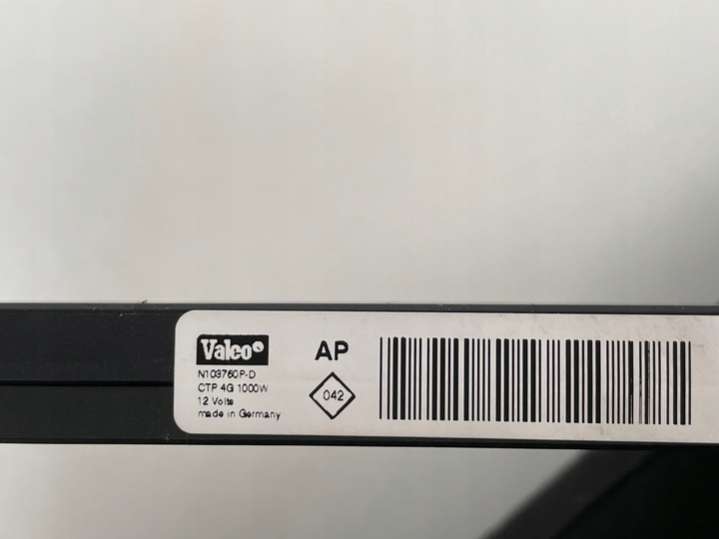 Valeo
N103760P-D
CTP 4G 1000W
12 Volts
made in Germany
AP
042